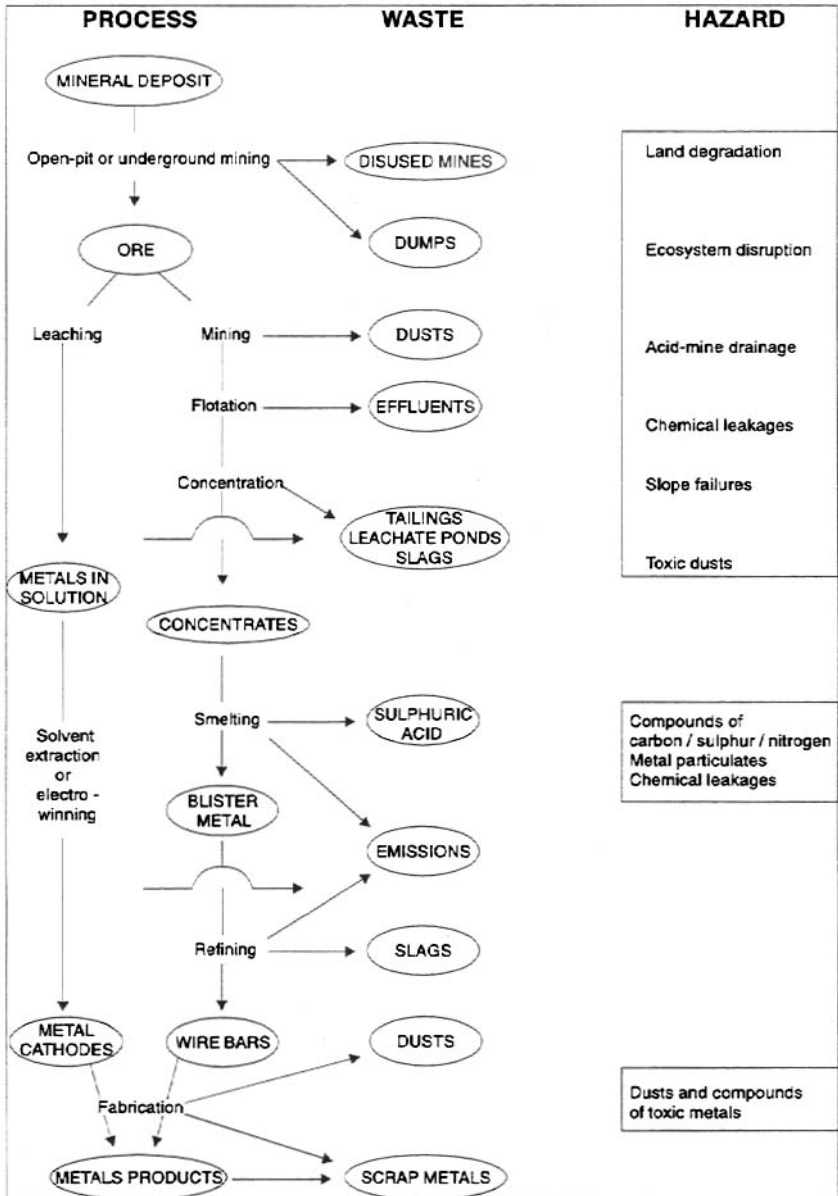 PROCESS
WASTE
HAZARD
MINERAL DEPOSIT
Open-pit or underground mining
DISUSED MINES
Land degradation
DUMPS
ORE
Ecosystem disruption
Leaching
Mining
DUSTS
Acid-mine drainage
Flotation
EFFLUENTS
Chemical leakages
Concentration
Slope failures
TAILINGS
LEACHATE PONDS
SLAGS
Toxic dusts
METALS IN
SOLUTION
CONCENTRATES
Smelting
SULPHURIC
ACID
Compounds of
carbon / sulphur / nitrogen
Metal particulates
Chemical leakages
Solvent
extraction
or
electro -
winning
BLISTER
METAL
EMISSIONS
Refining
SLAGS
METAL
CATHODES
WIRE BARS
DUSTS
Fabrication
Dusts and compounds
of toxic metals
METALS PRODUCTS
SCRAP METALS